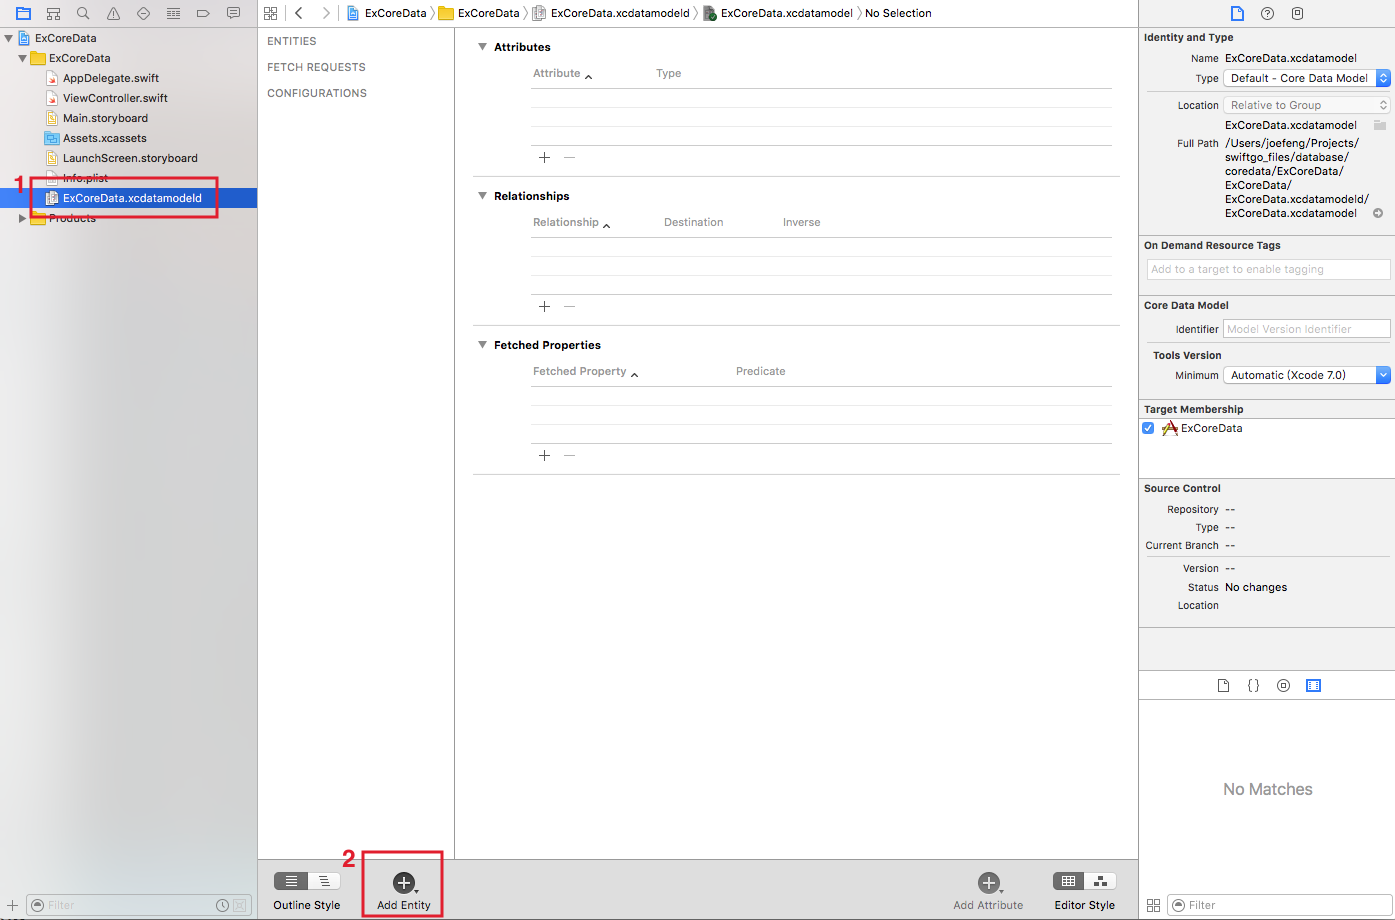 ExCoreData
ExCoreData
AppDelegate.swift
ViewController.swift
Main.storyboard
Assets.xcassets
LaunchScreen.storyboard
Info.plist
1
ExCoreData.xcdatamodeld
Products
Filter
ExCoreData
ExCoreData
ExCoreData.xcdatamodeld
ExCoreData.xcdatamodel
No Selection
ENTITIES
FETCH REQUESTS
CONFIGURATIONS
Attributes
Attribute
Type
Relationships
Relationship
Destination
Inverse
Fetched Properties
Fetched Property
Predicate
2
Outline Style
Add Entity
Add Attribute
Editor Style
Identity and Type
Name ExCoreData.xcdatamodel
Type Default - Core Data Model
Location Relative to Group
ExCoreData.xcdatamodel
Full Path /Users/joefeng/Projects/
swiftgo_files/database/
coredata/ExCoreData/
ExCoreData/
ExCoreData.xcdatamodeld/
ExCoreData.xcdatamodel
On Demand Resource Tags
Add to a target to enable tagging
Core Data Model
Identifier Model Version Identifier
Tools Version
Minimum Automatic (Xcode 7.0)
Target Membership
ExCoreData
Source Control
Repository --
Type --
Current Branch --
Version --
Status No changes
Location
No Matches
Filter